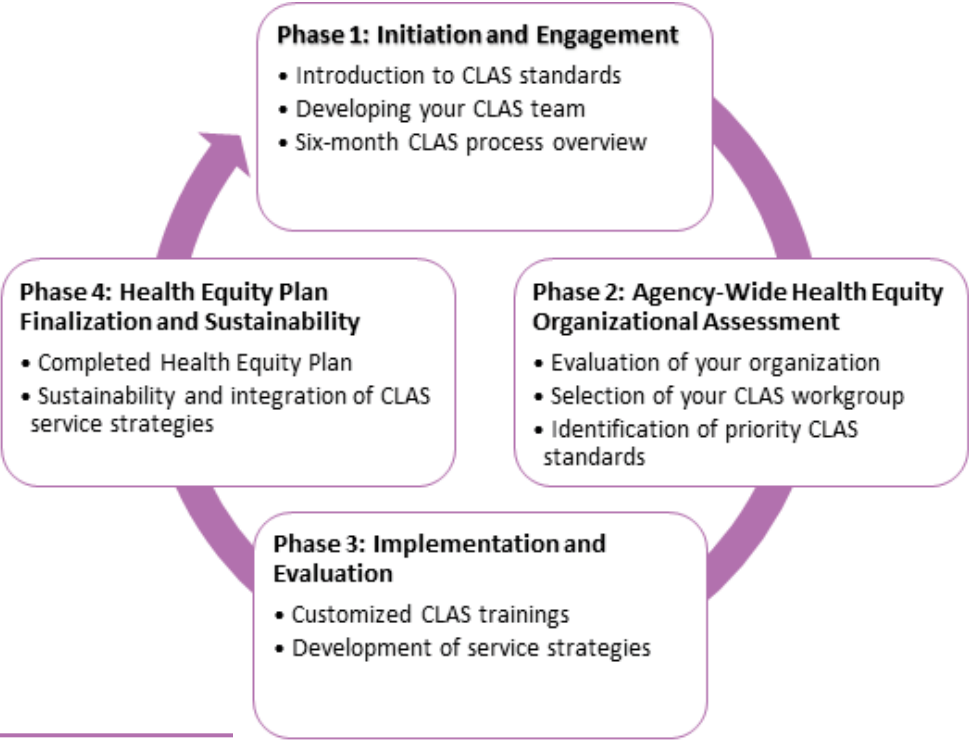 Phase 1: Initiation and Engagement
• Introduction to CLAS standards
• Developing your CLAS team
• Six-month CLAS process overview
Phase 2: Agency-Wide Health Equity
Organizational Assessment
• Evaluation of your organization
• Selection of your CLAS workgroup
• Identification of priority CLAS
standards
Phase 3: Implementation and
Evaluation
• Customized CLAS trainings
• Development of service strategies
Phase 4: Health Equity Plan
Finalization and Sustainability
• Completed Health Equity Plan
• Sustainability and integration of CLAS
service strategies